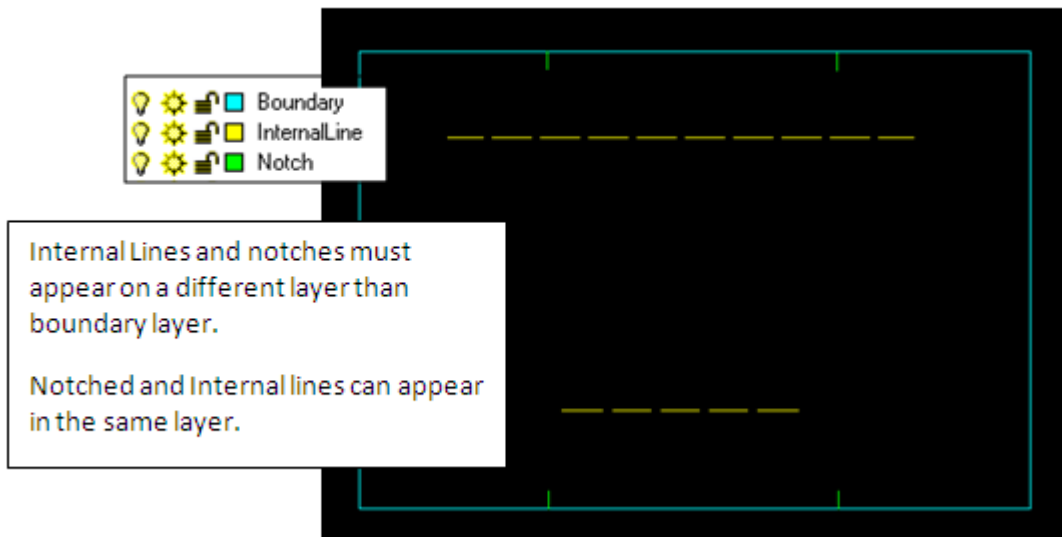 Boundary
InternalLine
Notch
Internal Lines and notches must
appear on a different layer than
boundary layer.
Notched and Internal lines can appear
in the same layer.